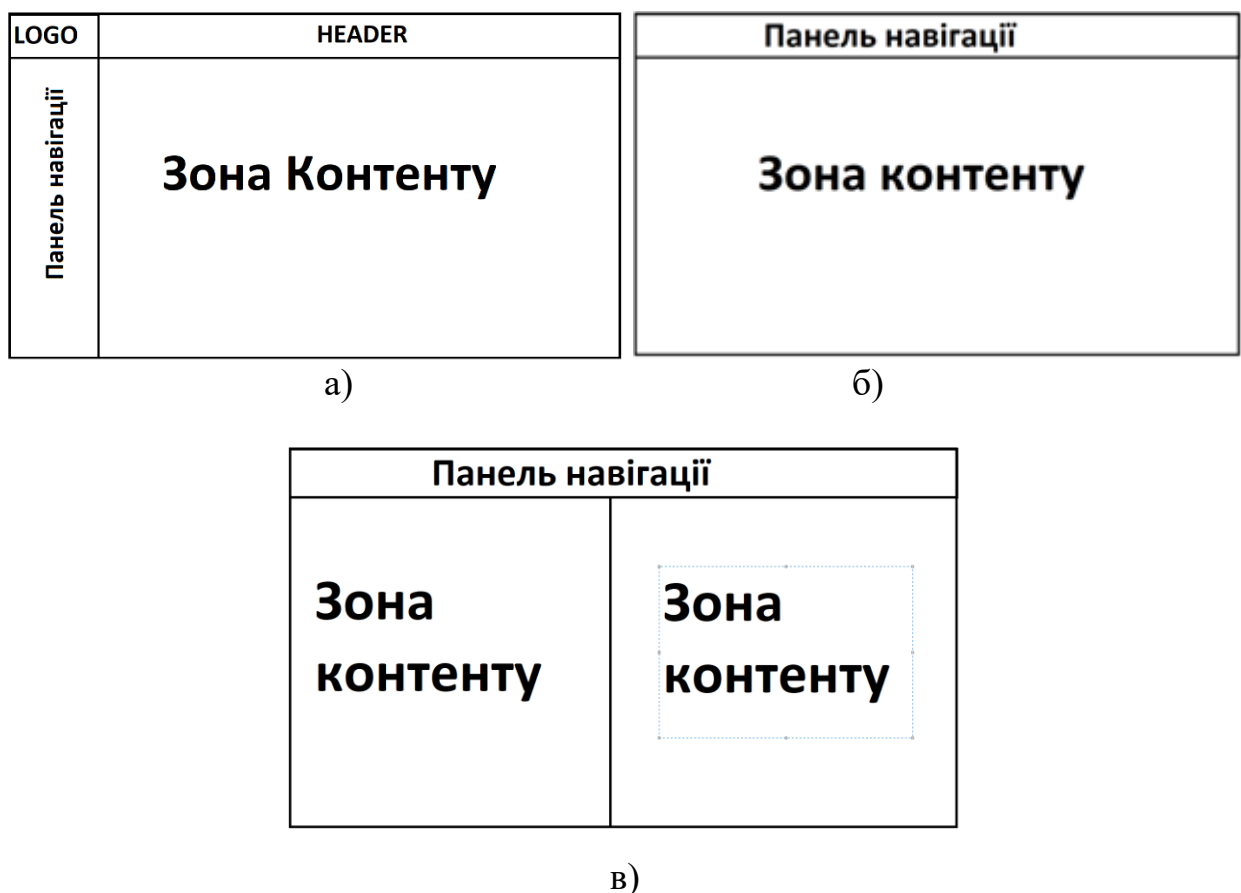 LOGO
HEADER
Панель навігації
Зона Контенту
а)
Панель навігації
Зона контенту
б)
Панель навігації
Зона
контенту
Зона
контенту
в)